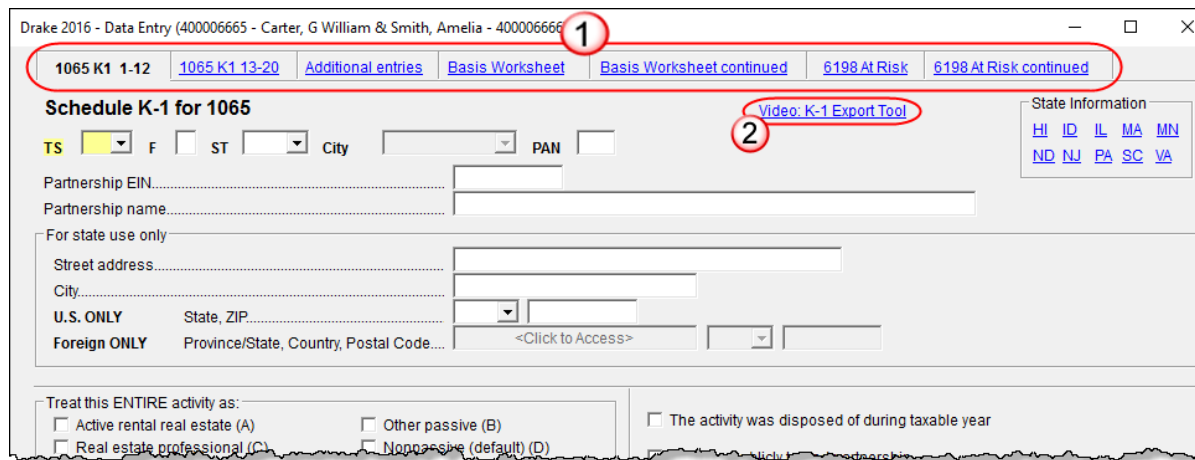 Drake 2016 - Data Entry (400006665 - Carter, G William & Smith, Amelia - 400006666
1
1065 K1 1-12 1065 K1 13-20 Additional entries Basis Worksheet Basis Worksheet continued 6198 At Risk 6198 At Risk continued
Schedule K-1 for 1065 Video: K-1 Export Tool State Information
2
HI ID IL MA MN
TS F ST City PAN
ND NJ PA SC VA
Partnership EIN
Partnership name
For state use only
Street address
City
U.S. ONLY State, ZIP
Foreign ONLY Province/State, Country, Postal Code.... <Click to Access>
Treat this ENTIRE activity as:
Active rental real estate (A) Other passive (B) The activity was disposed of during taxable year
Real estate professional (C) Nonpassive (default) (D)